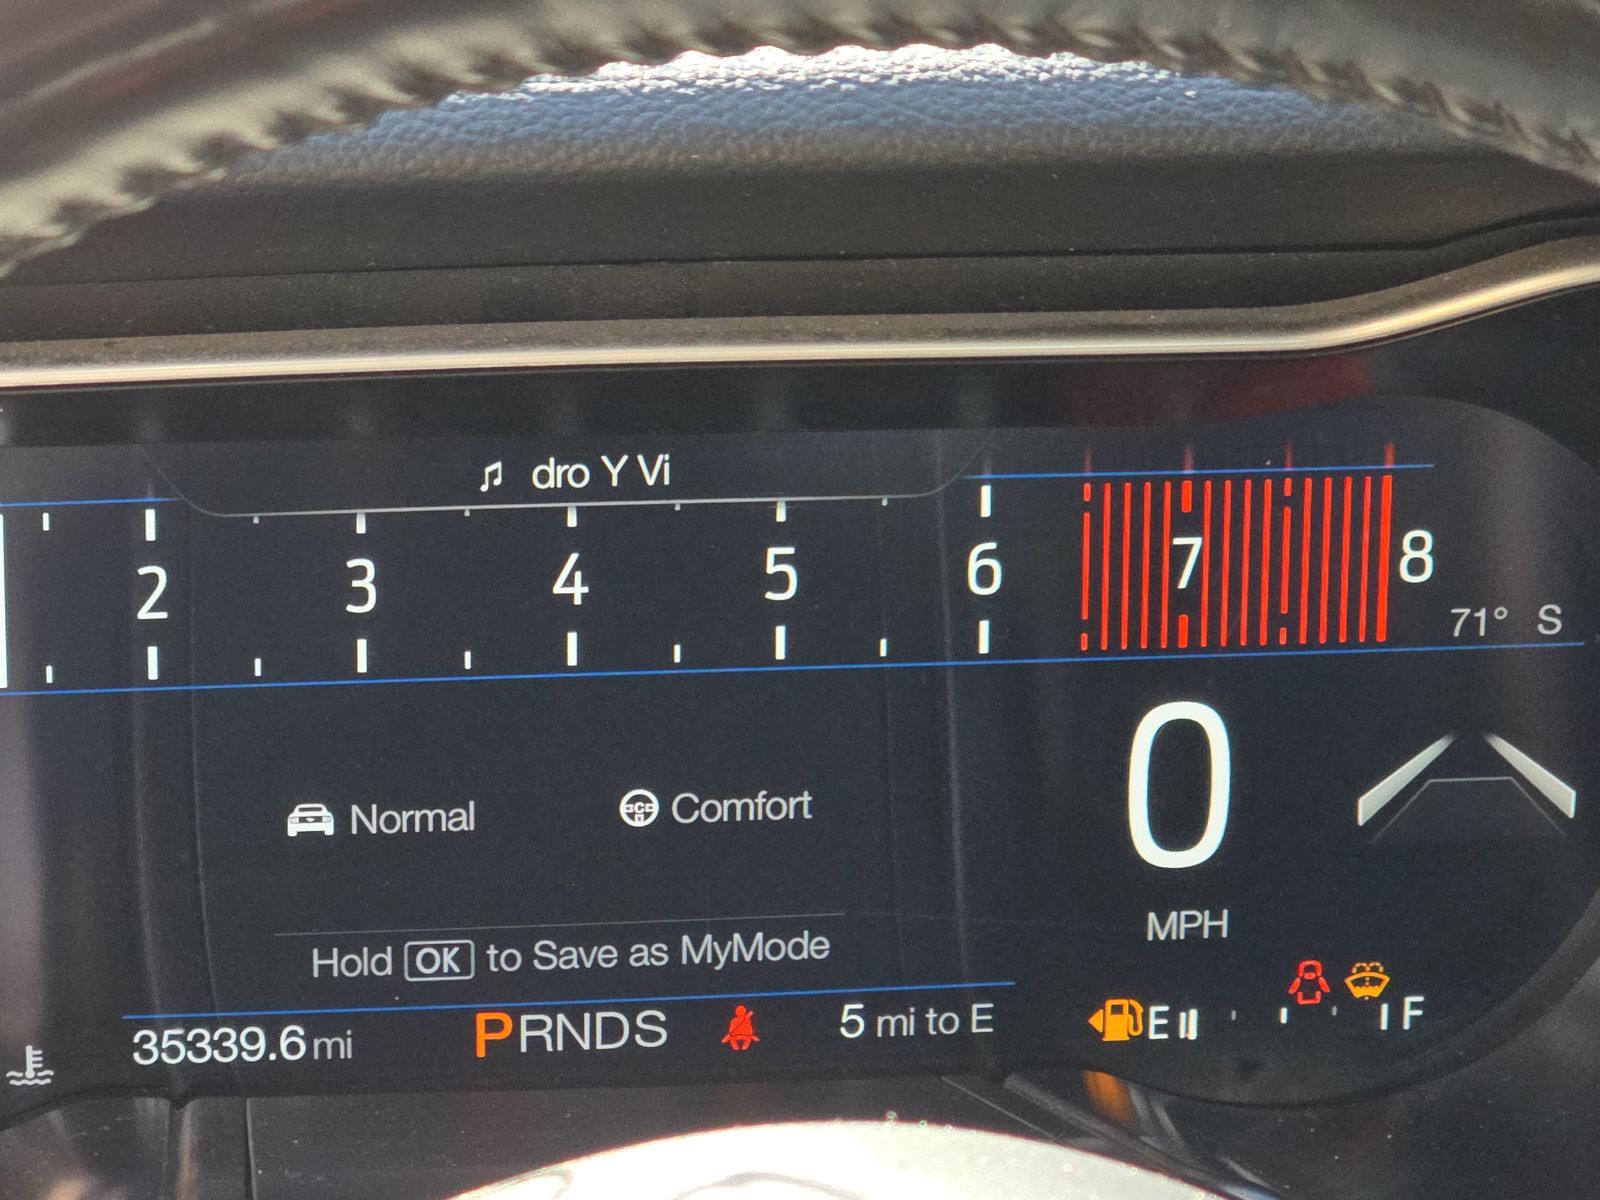 dro Y Vi
2 3 4 5 6 7 8
71° S
0
MPH
Normal
Comfort
Hold OK to Save as MyMode
35339.6 mi
PRNDS
5 mi to E
E F